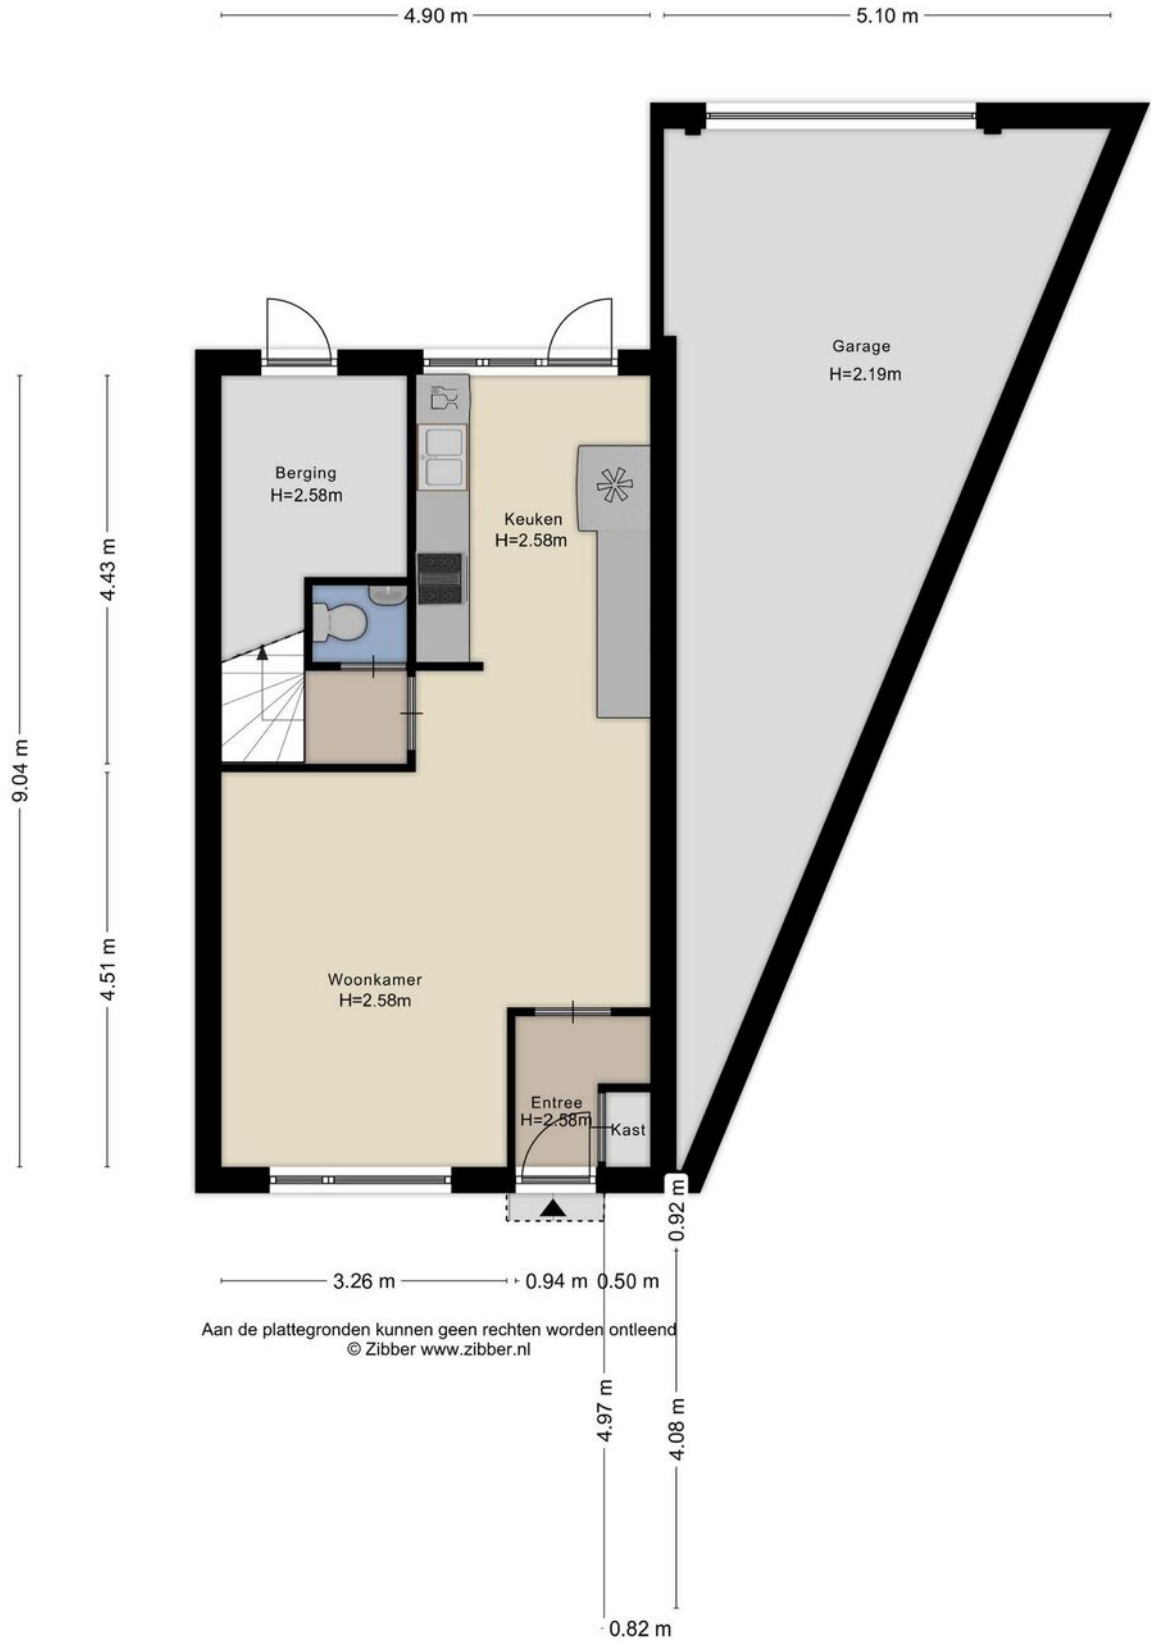 4.90 m
5.10 m
Garage
H=2.19m
Berging
H=2.58m
Keuken
H=2.58m
4.43 m
9.04 m
4.51 m
Woonkamer
H=2.58m
Entree
H=2.58m
Kast
0.92 m
3.26 m
0.94 m
0.50 m
Aan de plattegronden kunnen geen rechten worden ontleend
© Zibber www.zibber.nl
4.97 m
4.08 m
0.82 m